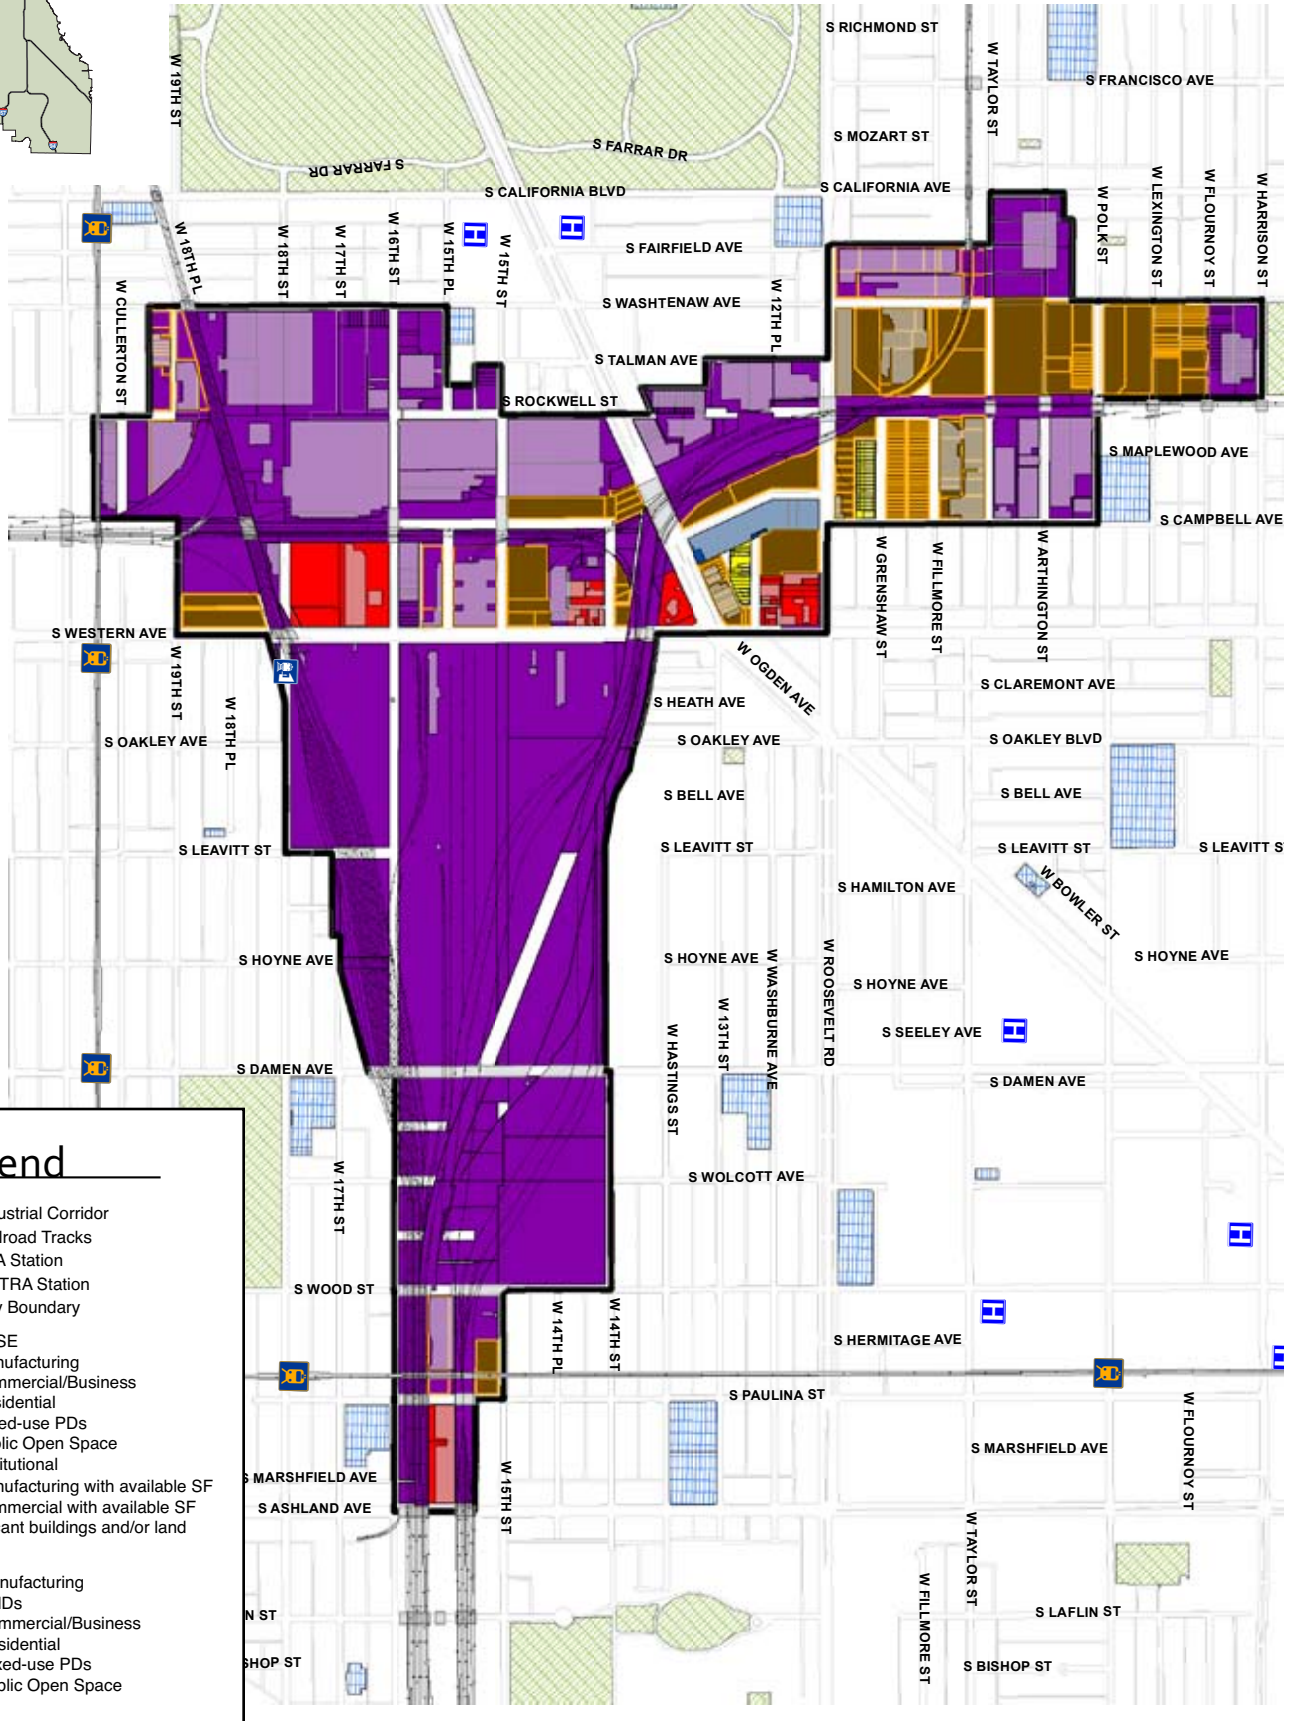 S RICHMOND ST
W TAYLOR ST
W 19TH ST
S FRANCISCO AVE
S MOZART ST
S FARRAR DR
S FARRAR DR
S CALIFORNIA BLVD
S CALIFORNIA AVE
W POLK ST
W LEXINGTON ST
W FLOURNOY ST
W HARRISON ST
W 18TH PL
W 18TH ST
W 17TH ST
W 16TH ST
W 15TH PL
W 15TH ST
S FAIRFIELD AVE
W CULLERTON ST
S WASHTENAW AVE
W 12TH PL
S TALMAN AVE
S ROCKWELL ST
S MAPLEWOOD AVE
S CAMPBELL AVE
W GRENSHAW ST
W FILLMORE ST
W ARTHINGTON ST
S WESTERN AVE
W 19TH ST
W 18TH PL
W OGDEN AVE
S CLAREMONT AVE
S HEATH AVE
S OAKLEY AVE
S OAKLEY AVE
S OAKLEY BLVD
S BELL AVE
S BELL AVE
S LEAVITT ST
S LEAVITT ST
S LEAVITT ST
S LEAVITT S
S HAMILTON AVE
W BOWLER ST
S HOYNE AVE
S HOYNE AVE
W WASHBURNE AVE
W ROOSEVELT RD
S HOYNE AVE
S HOYNE AVE
W HASTINGS ST
W 13TH ST
S SEELEY AVE
S DAMEN AVE
S DAMEN AVE
W 17TH ST
S WOLCOTT AVE
S WOOD ST
W 14TH PL
W 14TH ST
S HERMITAGE AVE
S PAULINA ST
W FLOURNOY ST
S MARSHFIELD AVE
S MARSHFIELD AVE
S ASHLAND AVE
W 15TH ST
W TAYLOR ST
W FILLMORE ST
N ST
S LAFLIN ST
SHOP ST
S BISHOP ST
end
ustrial Corridor
lroad Tracks
A Station
TRA Station
y Boundary
SE
nufacturing
mmercial/Business
sidential
ed-use PDs
blic Open Space
titutional
nufacturing with available SF
mmercial with available SF
cant buildings and/or land
nufacturing
MDs
mmercial/Business
sidential
xed-use PDs
blic Open Space
H
H
H
H
H